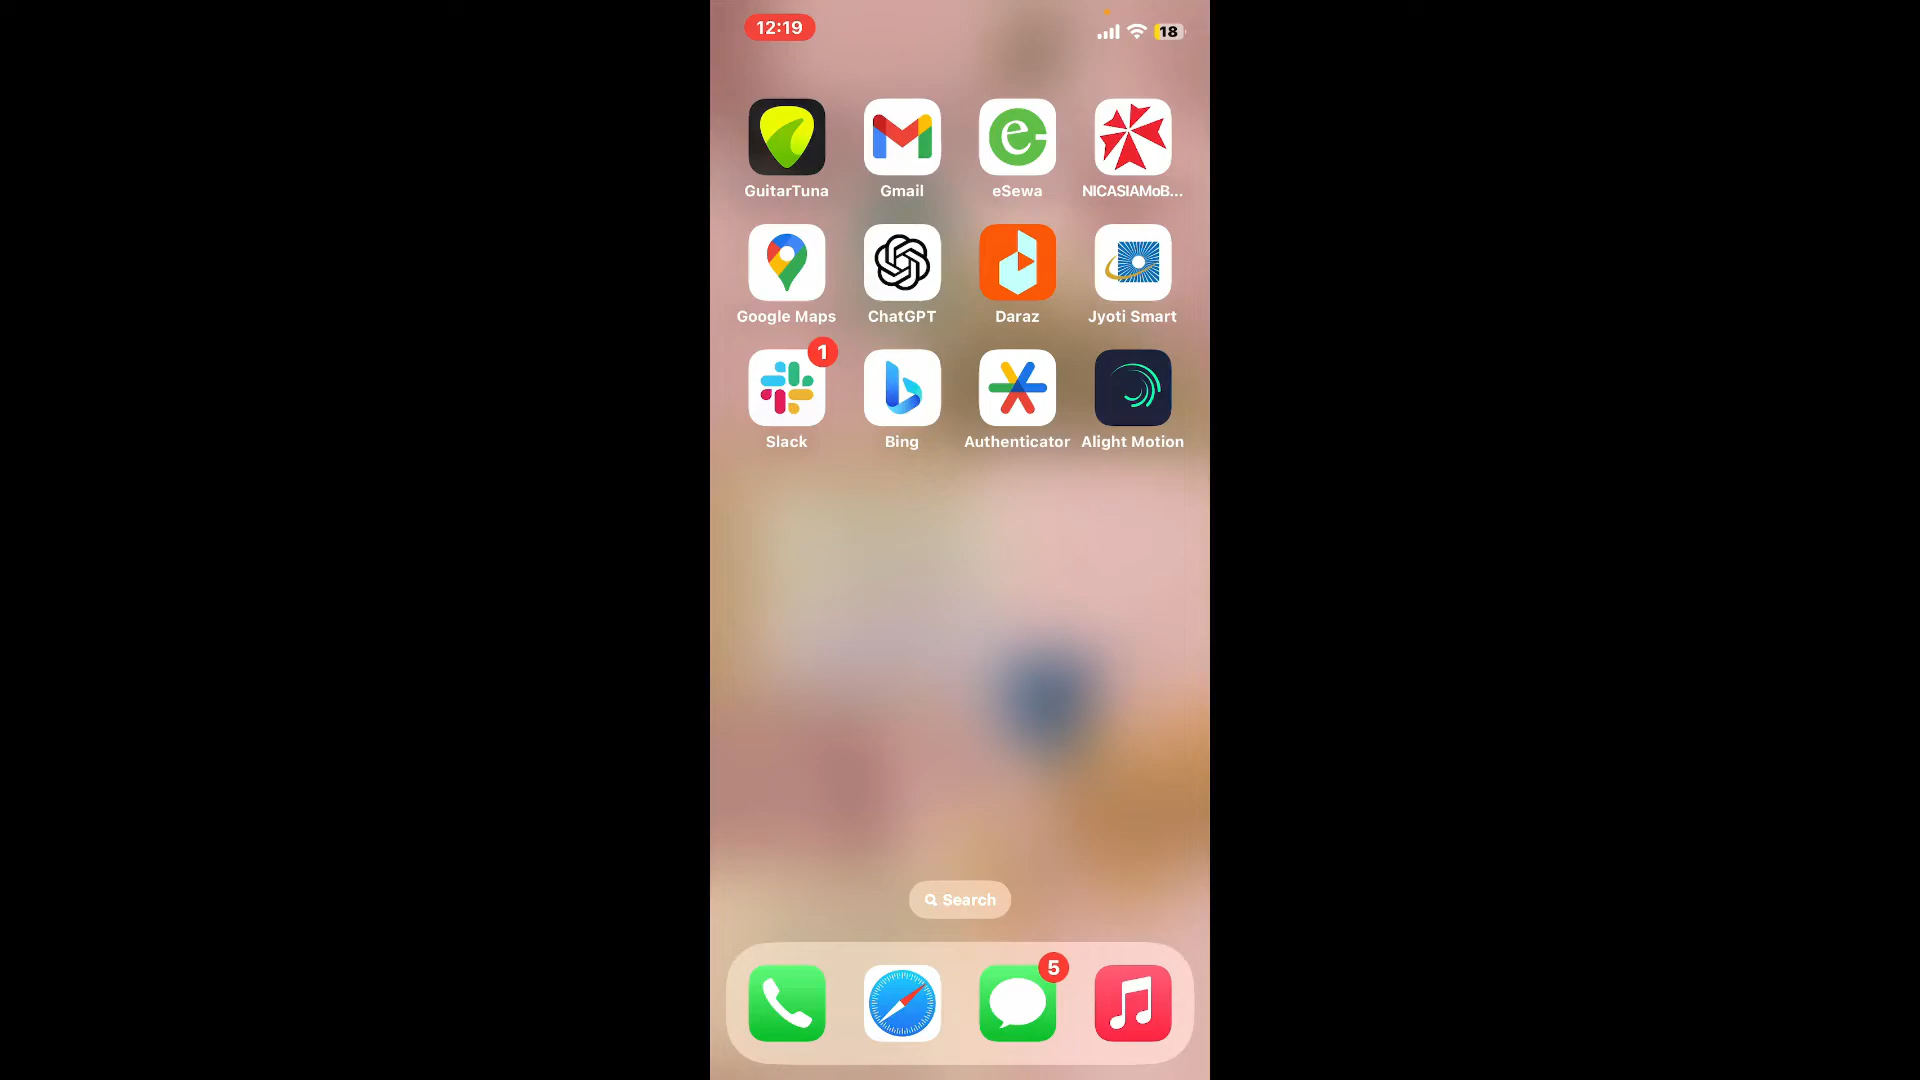 12:19
18
GuitarTuna
Gmail
eSewa
NICASIAMoB...
Google Maps
ChatGPT
Daraz
Jyoti Smart
1
Slack
Bing
Authenticator
Alight Motion
Search
5